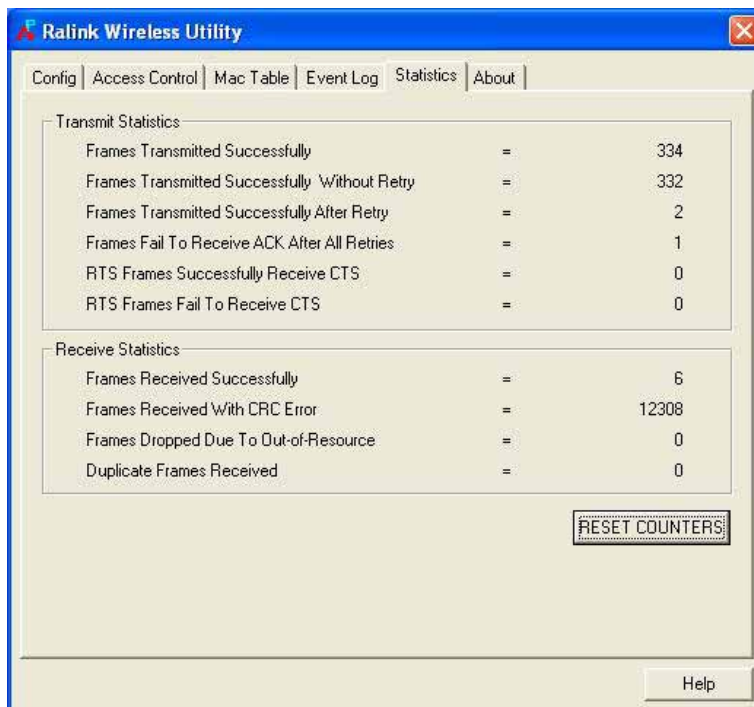 Ralink Wireless Utility
Config Access Control Mac Table Event Log Statistics About
Transmit Statistics
Frames Transmitted Successfully = 334
Frames Transmitted Successfully Without Retry = 332
Frames Transmitted Successfully After Retry = 2
Frames Fail To Receive ACK After All Retries = 1
RTS Frames Successfully Receive CTS = 0
RTS Frames Fail To Receive CTS = 0
Receive Statistics
Frames Received Successfully = 6
Frames Received With CRC Error = 12308
Frames Dropped Due To Out-of-Resource = 0
Duplicate Frames Received = 0
RESET COUNTERS
Help